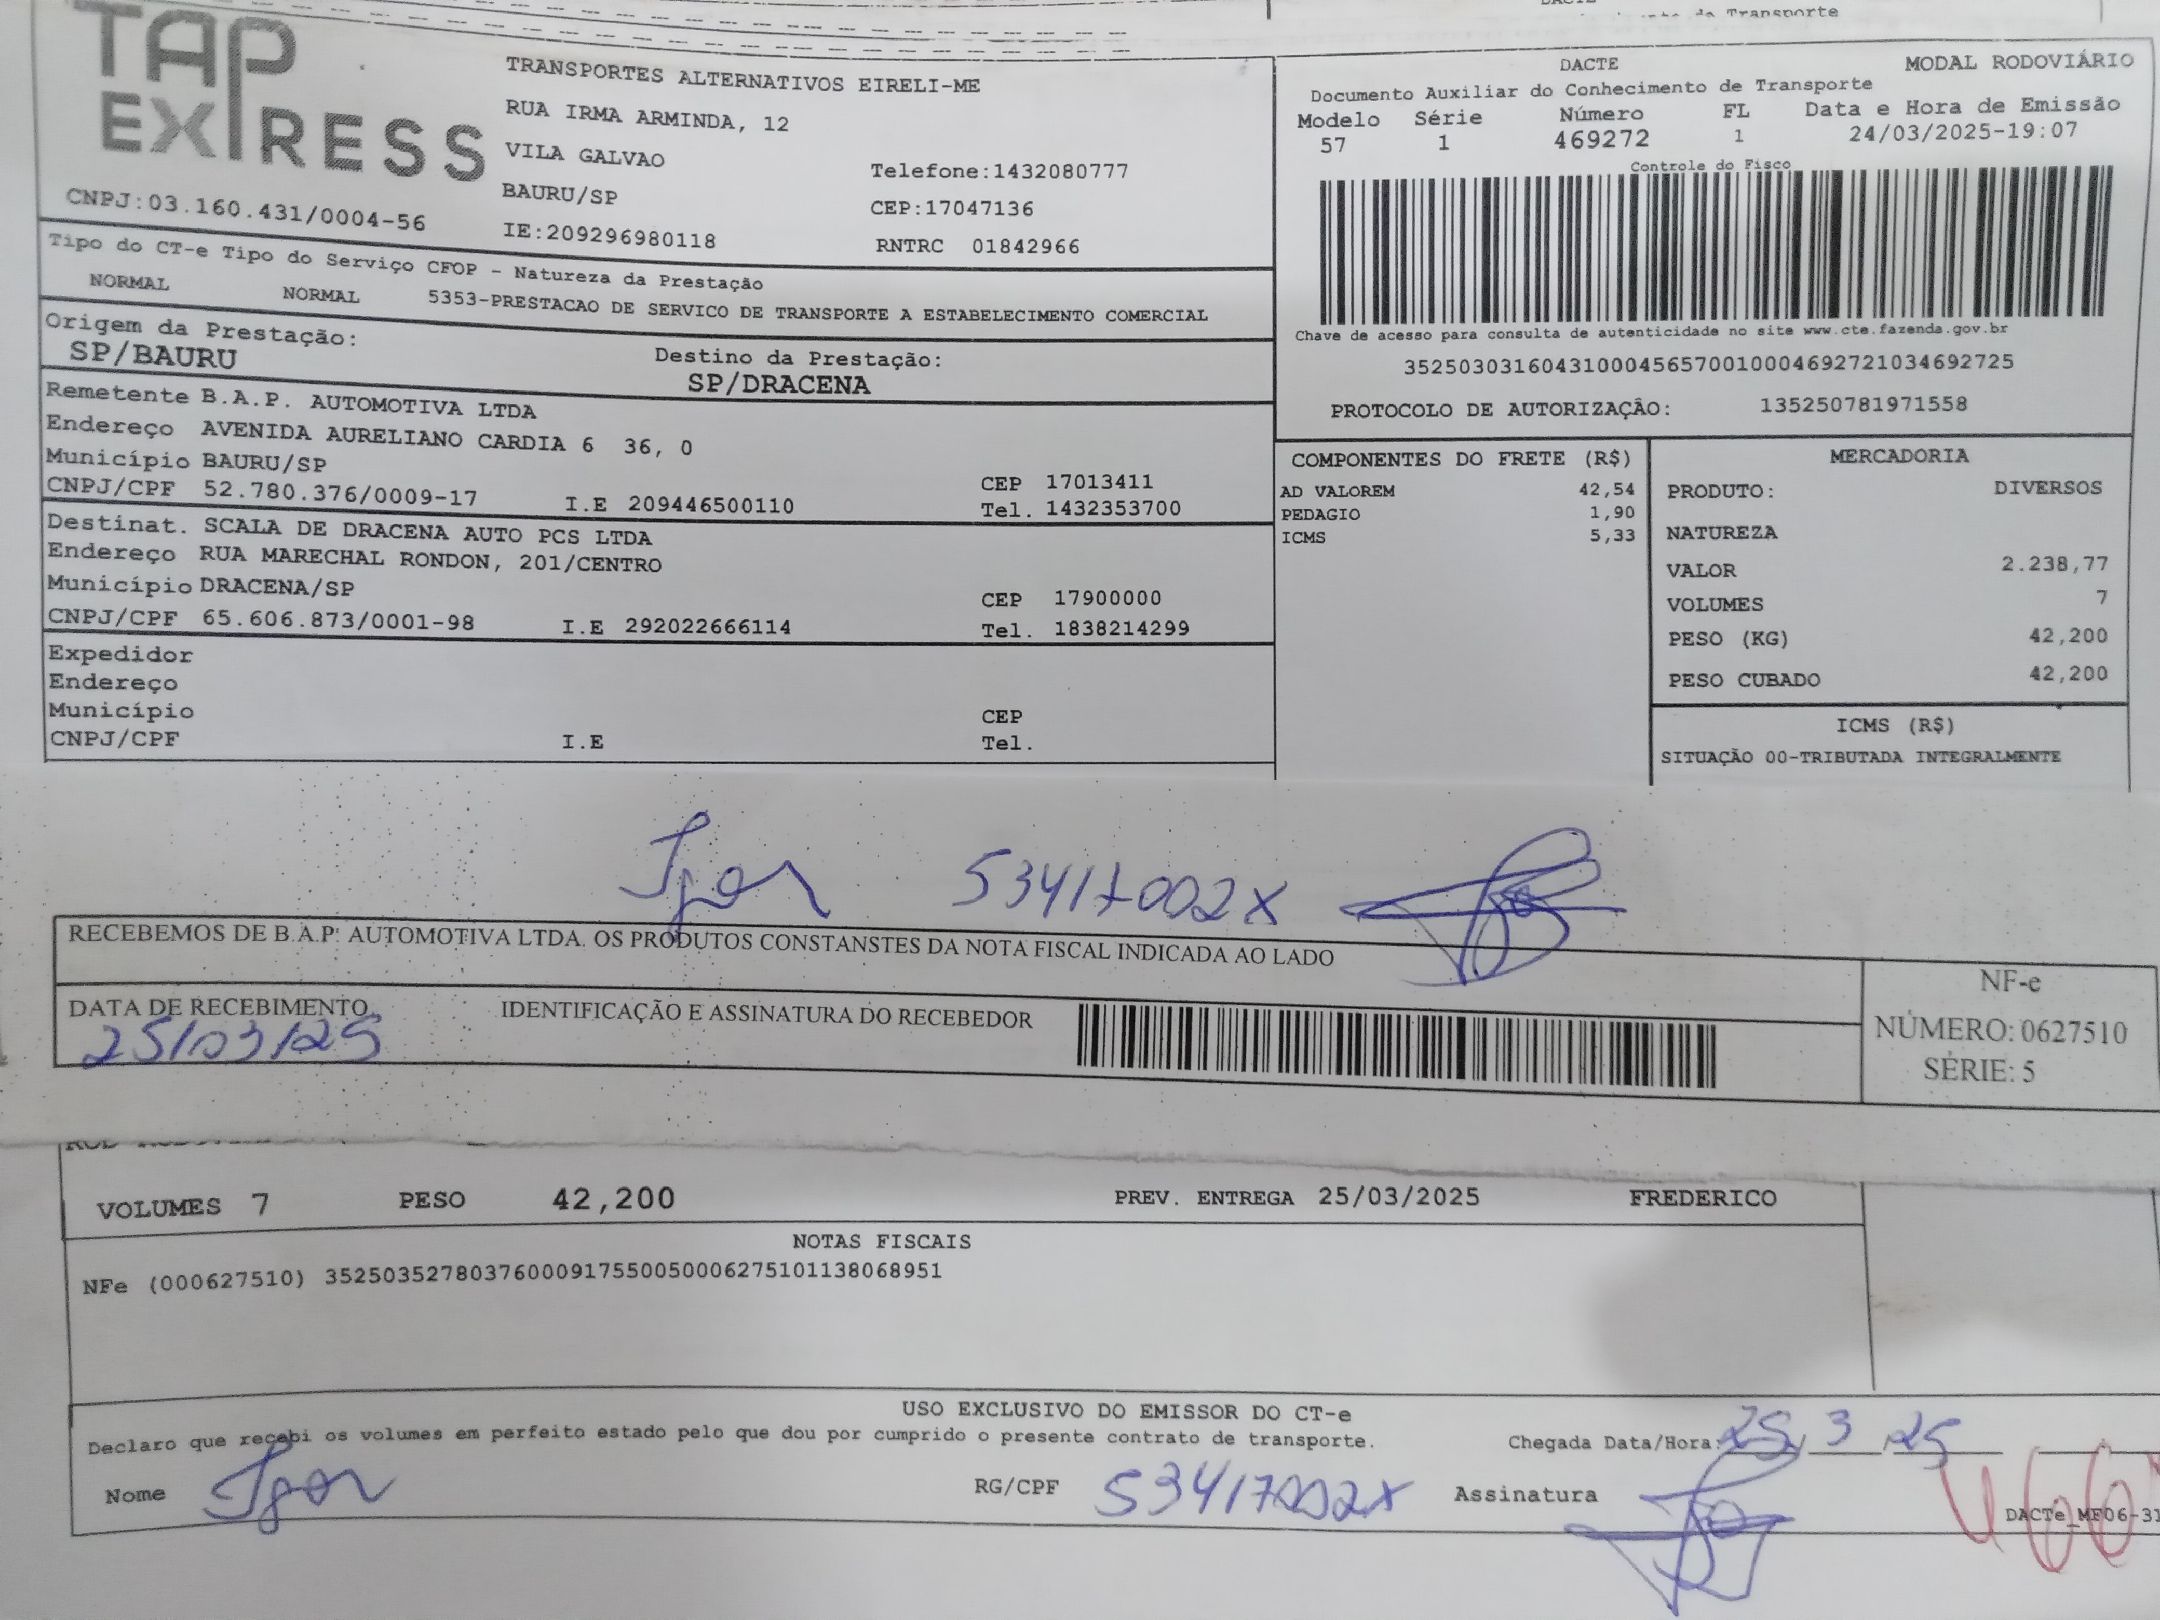 DACTE
TAP EXPRESS
TRANSPORTES ALTERNATIVOS EIRELI-ME
RUA IRMA ARMINDA, 12
VILA GALVAO
Telefone:1432080777
BAURU/SP
CEP:17047136
CNPJ:03.160.431/0004-56
IE:209296980118
RNTRC 01842966
DACTE MODAL RODOVIÁRIO
Documento Auxiliar do Conhecimento de Transporte
Modelo Série Número FL Data e Hora de Emissão
57 1 469272 1 24/03/2025-19:07
Controle do Fisco
Chave de acesso para consulta de autenticidade no site www.cte.fazenda.gov.br
35250303160431000456570010004692721034692725
PROTOCOLO DE AUTORIZAÇÃO: 135250781971558
Tipo do CT-e Tipo do Serviço CFOP - Natureza da Prestação
NORMAL NORMAL 5353-PRESTACAO DE SERVICO DE TRANSPORTE A ESTABELECIMENTO COMERCIAL
Origem da Prestação: Destino da Prestação:
SP/BAURU SP/DRACENA
Remetente B.A.P. AUTOMOTIVA LTDA
Endereço AVENIDA AURELIANO CARDIA 6 36, 0
Município BAURU/SP CEP 17013411
CNPJ/CPF 52.780.376/0009-17 I.E 209446500110 Tel. 1432353700
Destinat. SCALA DE DRACENA AUTO PCS LTDA
Endereço RUA MARECHAL RONDON, 201/CENTRO
Município DRACENA/SP CEP 17900000
CNPJ/CPF 65.606.873/0001-98 I.E 292022666114 Tel. 1838214299
Expedidor
Endereço
Município CEP
CNPJ/CPF I.E Tel.
COMPONENTES DO FRETE (R$)
AD VALOREM 42,54
PEDAGIO 1,90
ICMS 5,33
MERCADORIA
PRODUTO: DIVERSOS
NATUREZA
VALOR 2.238,77
VOLUMES 7
PESO (KG) 42,200
PESO CUBADO 42,200
ICMS (R$)
SITUAÇÃO 00-TRIBUTADA INTEGRALMENTE
Igor 53417002X
RECEBEMOS DE B.A.P. AUTOMOTIVA LTDA. OS PRODUTOS CONSTANSTES DA NOTA FISCAL INDICADA AO LADO
DATA DE RECEBIMENTO IDENTIFICAÇÃO E ASSINATURA DO RECEBEDOR
25/03/25
NF-e
NÚMERO: 0627510
SÉRIE: 5
VOLUMES 7 PESO 42,200 PREV. ENTREGA 25/03/2025 FREDERICO
NOTAS FISCAIS
NFe (000627510) 35250352780376000917550050006275101138068951
USO EXCLUSIVO DO EMISSOR DO CT-e
Declaro que recebi os volumes em perfeito estado pelo que dou por cumprido o presente contrato de transporte. Chegada Data/Hora: 25/ 3 /25
Nome Igor RG/CPF 53417002X Assinatura
DACTe_MF06-31